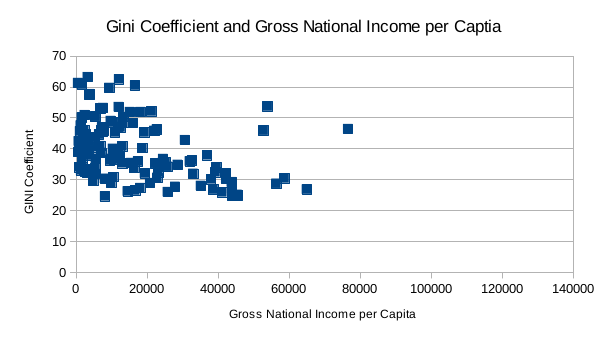 Gini Coefficient and Gross National Income per Captia
70
60
50
40
30
20
10
0
GINI Coefficient
0 20000 40000 60000 80000 100000 120000 140000
Gross National Income per Capita